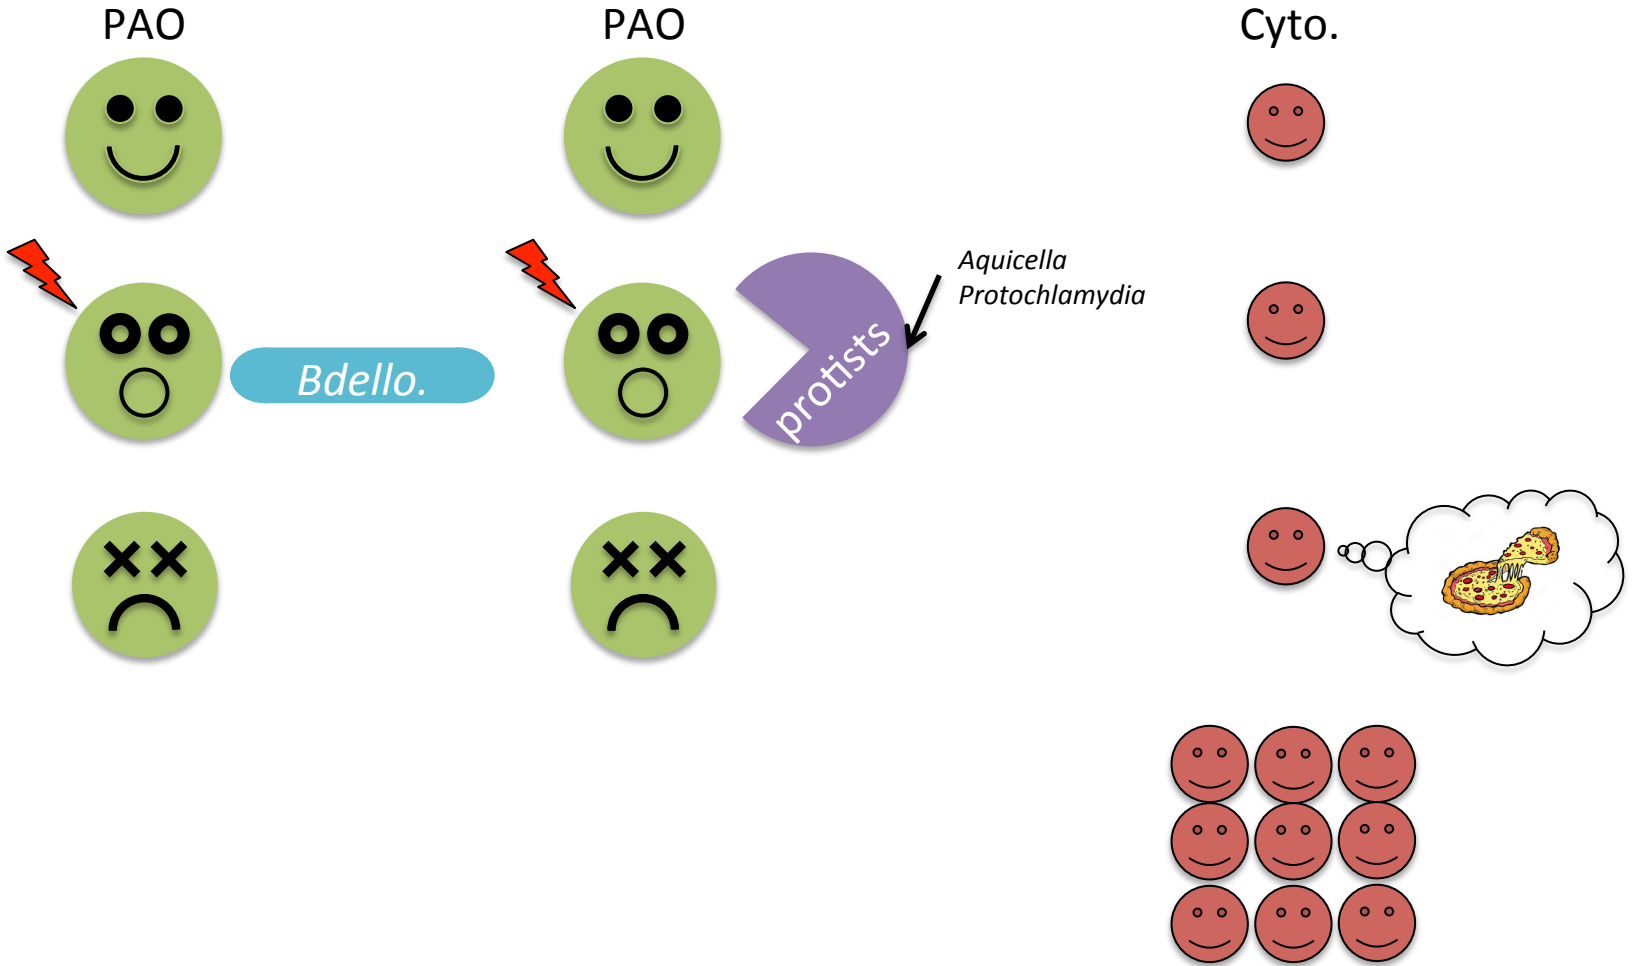 PAO
PAO
Cyto.
Bdello.
protists
Aquicella
Protochlamydia